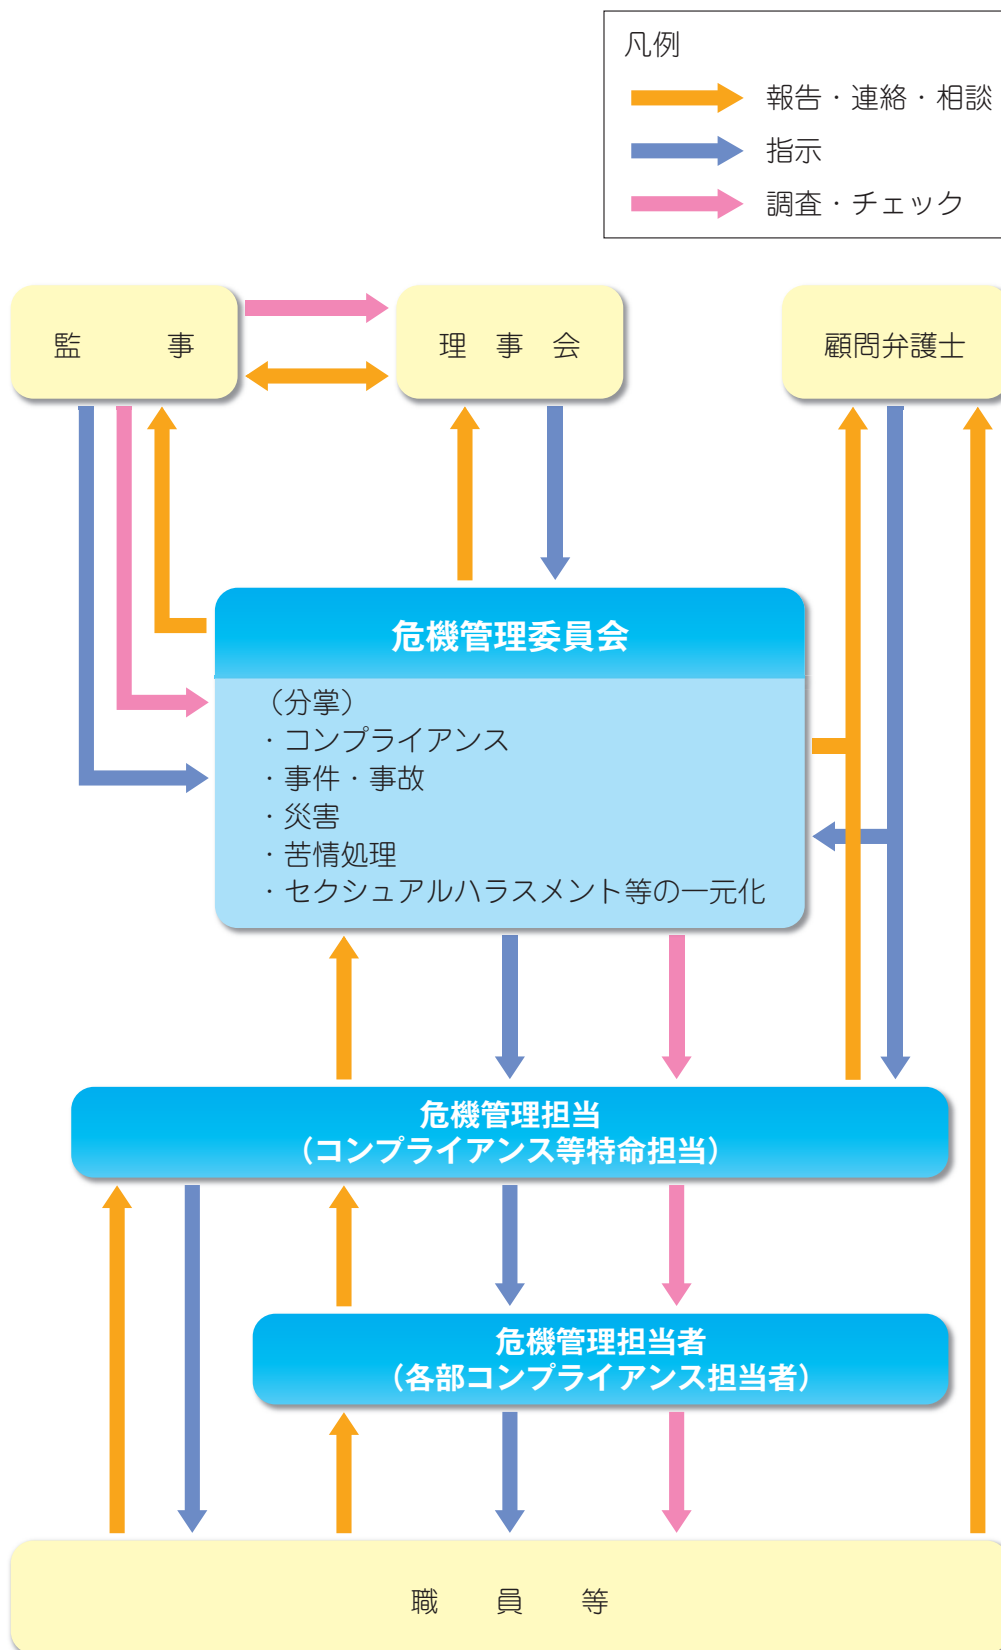 凡例
報告・連絡・相談
指示
調査・チェック
監　　　事
理　事　会
顧問弁護士
危機管理委員会
（分掌）
・コンプライアンス
・事件・事故
・災害
・苦情処理
・セクシュアルハラスメント等の一元化
危機管理担当
（コンプライアンス等特命担当）
危機管理担当者
（各部コンプライアンス担当者）
職　　員　　等